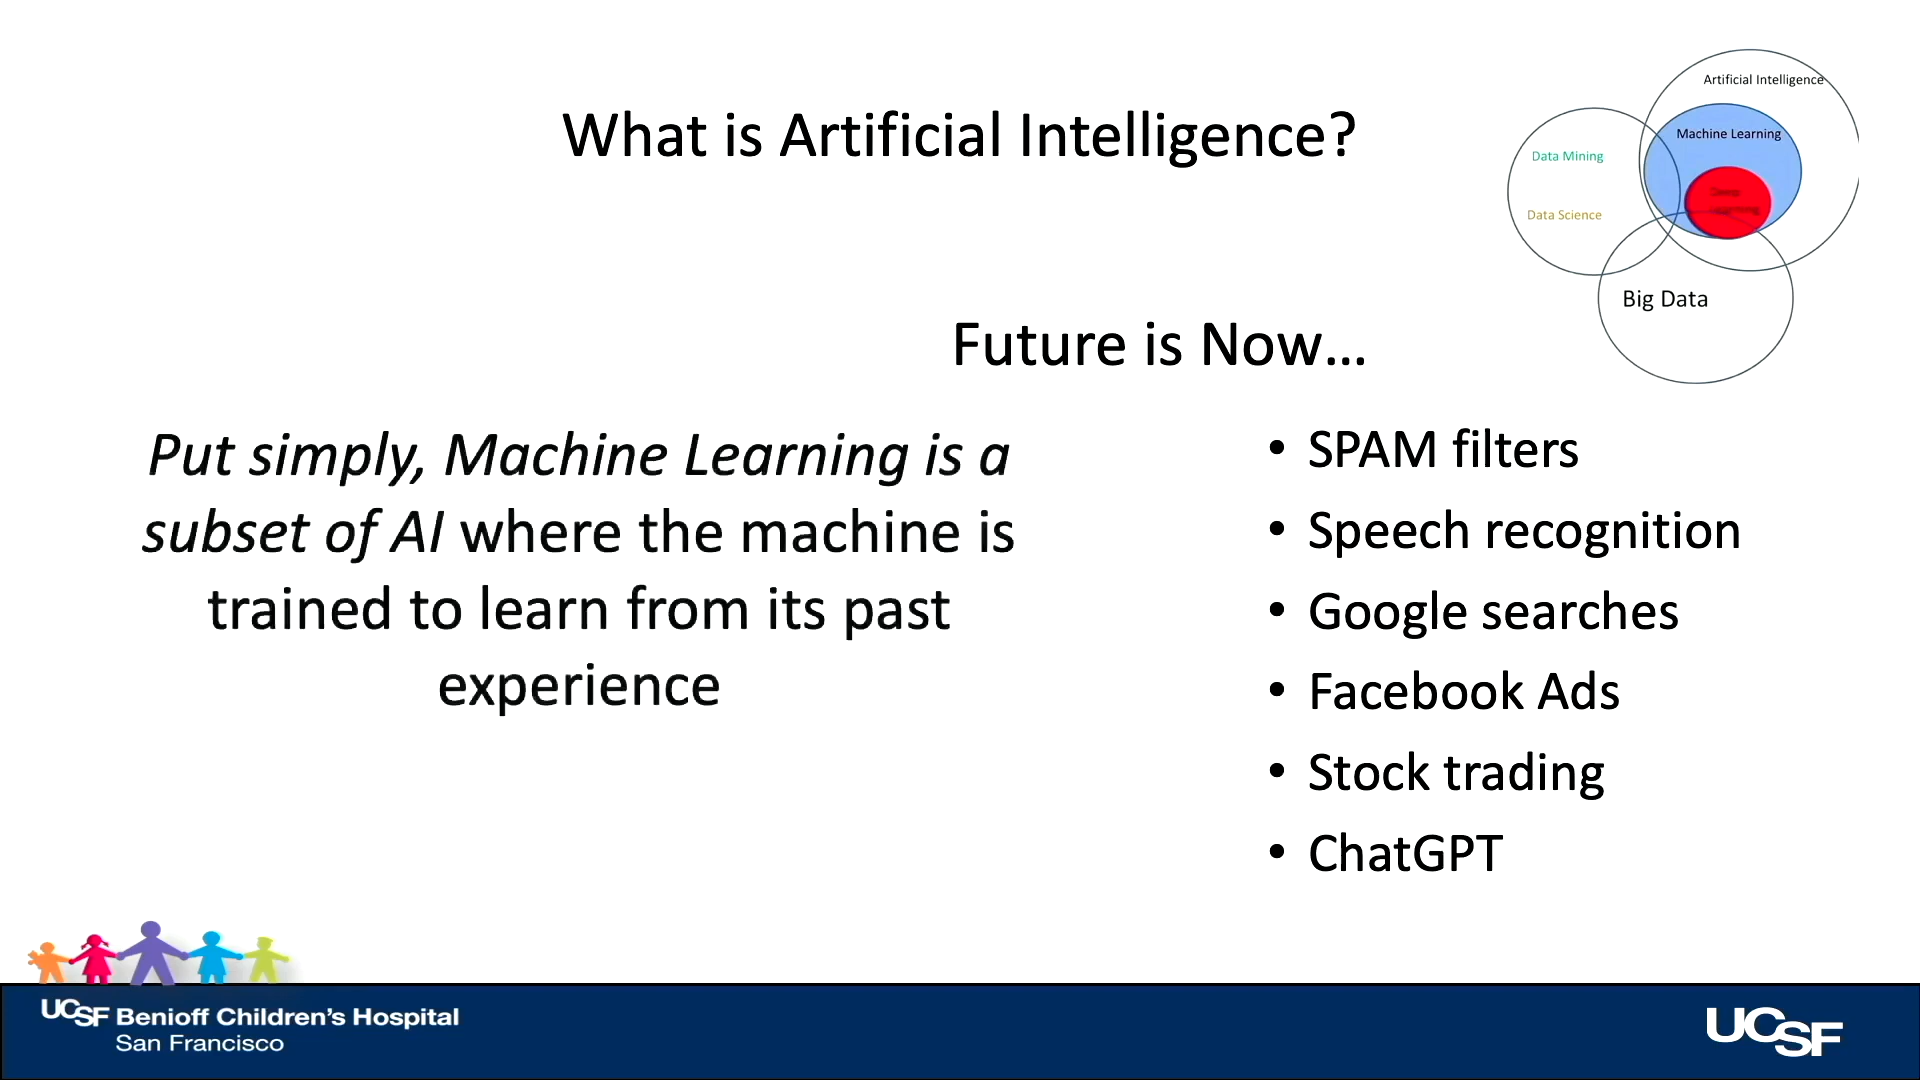 What is Artificial Intelligence?
Artificial Intelligence
Machine Learning
Data Mining
Data Science
Big Data
Future is Now...
Put simply, Machine Learning is a
subset of AI where the machine is
trained to learn from its past
experience
• SPAM filters
• Speech recognition
• Google searches
• Facebook Ads
• Stock trading
• ChatGPT
UCSF Benioff Children's Hospital
San Francisco
UCSF